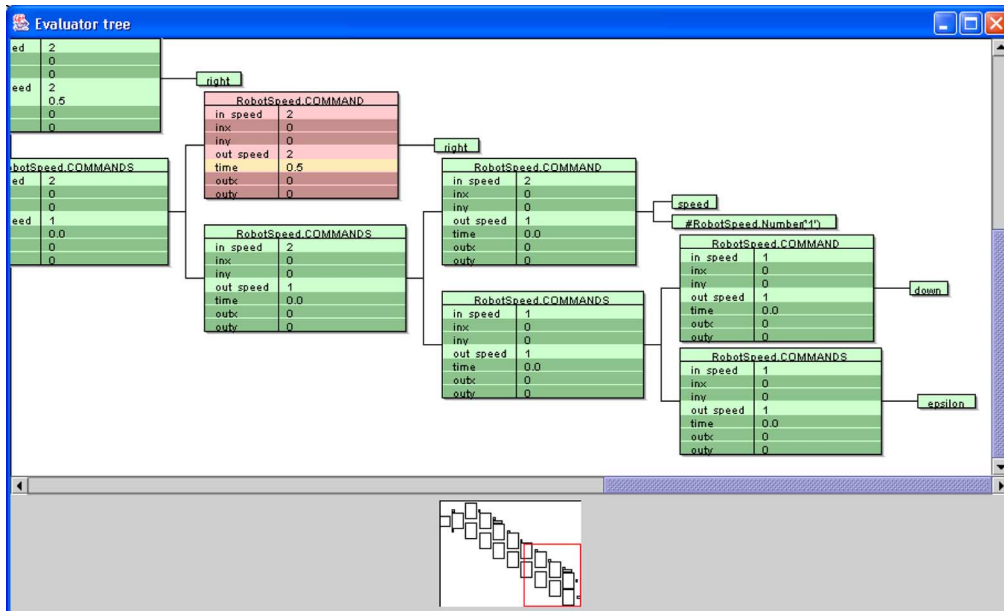 Evaluator tree
ed 2
0
0
eed 2
0.5
0
0
right
RobotSpeed.COMMAND
in speed 2
inx 0
iny 0
out speed 2
time 0.5
outx 0
outy 0
right
obotSpeed.COMMANDS
ed 2
0
0
eed 1
0.0
0
0
RobotSpeed.COMMANDS
in speed 2
inx 0
iny 0
out speed 1
time 0.0
outx 0
outy 0
RobotSpeed.COMMAND
in speed 2
inx 0
iny 0
out speed 1
time 0.0
outx 0
outy 0
speed
#RobotSpeed.Number('1')
RobotSpeed.COMMANDS
in speed 1
inx 0
iny 0
out speed 1
time 0.0
outx 0
outy 0
RobotSpeed.COMMAND
in speed 1
inx 0
iny 0
out speed 1
time 0.0
outx 0
outy 0
down
RobotSpeed.COMMANDS
in speed 1
inx 0
iny 0
out speed 1
time 0.0
outx 0
outy 0
epsilon